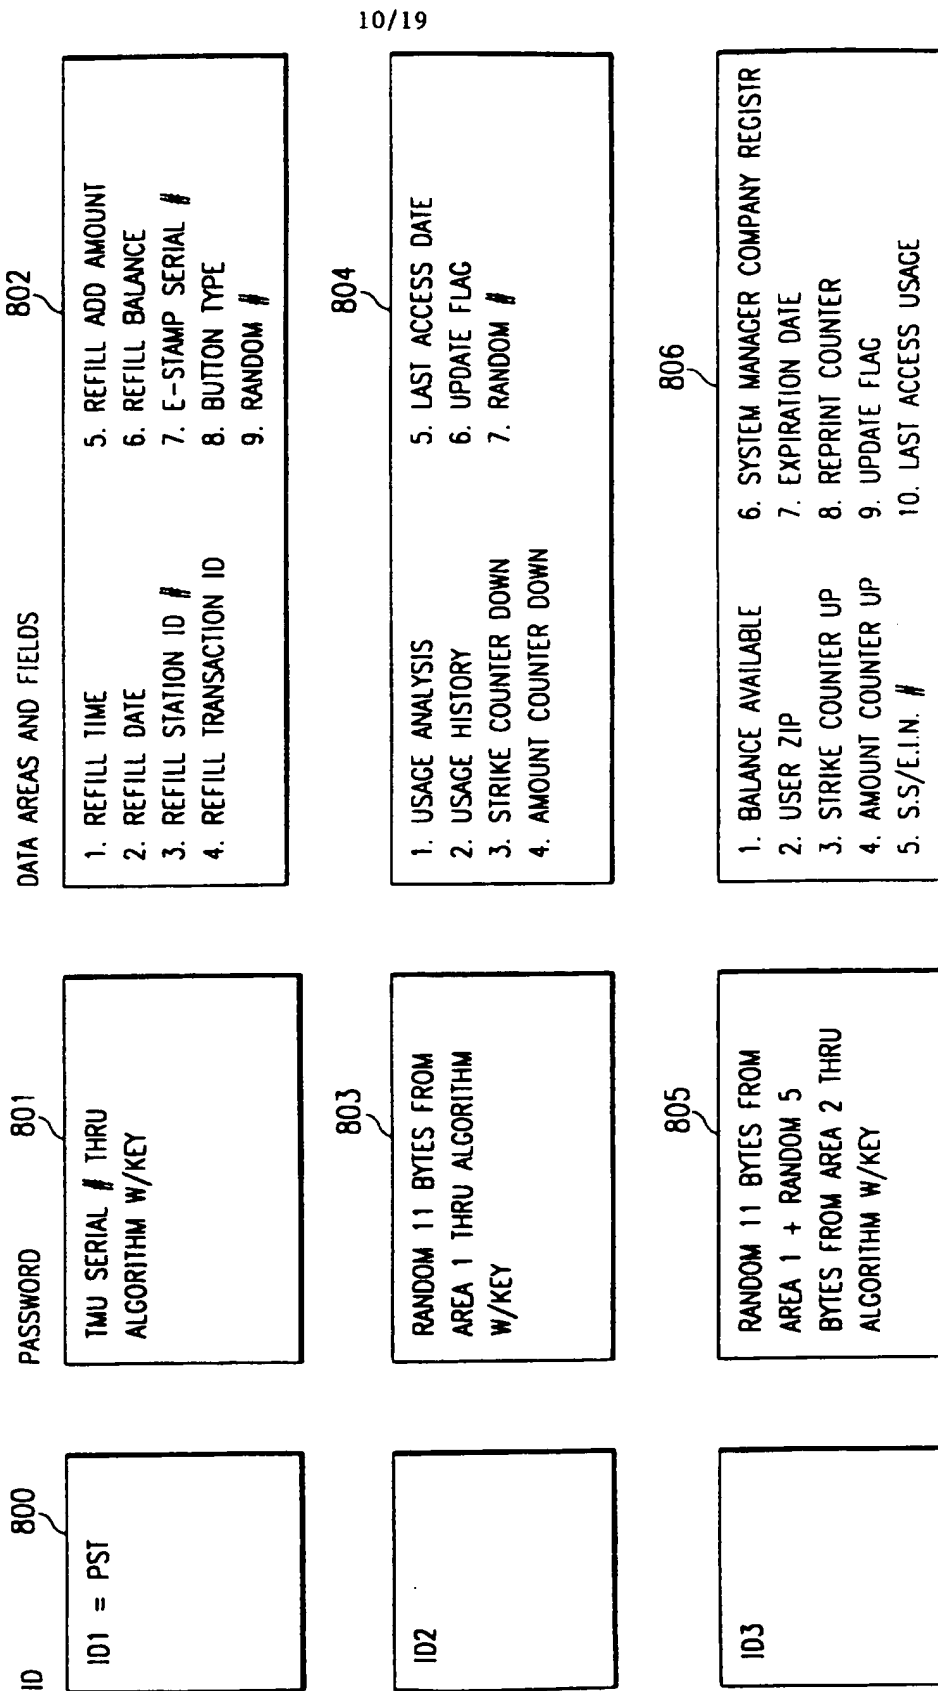 10/19
ID
PASSWORD
DATA AREAS AND FIELDS
800
801
802
ID1 = PST
TMU SERIAL # THRU
ALGORITHM W/KEY
1. REFILL TIME
2. REFILL DATE
3. REFILL STATION ID #
4. REFILL TRANSACTION ID
5. REFILL ADD AMOUNT
6. REFILL BALANCE
7. E-STAMP SERIAL #
8. BUTTON TYPE
9. RANDOM #
803
804
ID2
RANDOM 11 BYTES FROM
AREA 1 THRU ALGORITHM
W/KEY
1. USAGE ANALYSIS
2. USAGE HISTORY
3. STRIKE COUNTER DOWN
4. AMOUNT COUNTER DOWN
5. LAST ACCESS DATE
6. UPDATE FLAG
7. RANDOM #
805
806
ID3
RANDOM 11 BYTES FROM
AREA 1 + RANDOM 5
BYTES FROM AREA 2 THRU
ALGORITHM W/KEY
1. BALANCE AVAILABLE
2. USER ZIP
3. STRIKE COUNTER UP
4. AMOUNT COUNTER UP
5. S.S/E.I.N. #
6. SYSTEM MANAGER COMPANY REGISTR
7. EXPIRATION DATE
8. REPRINT COUNTER
9. UPDATE FLAG
10. LAST ACCESS USAGE